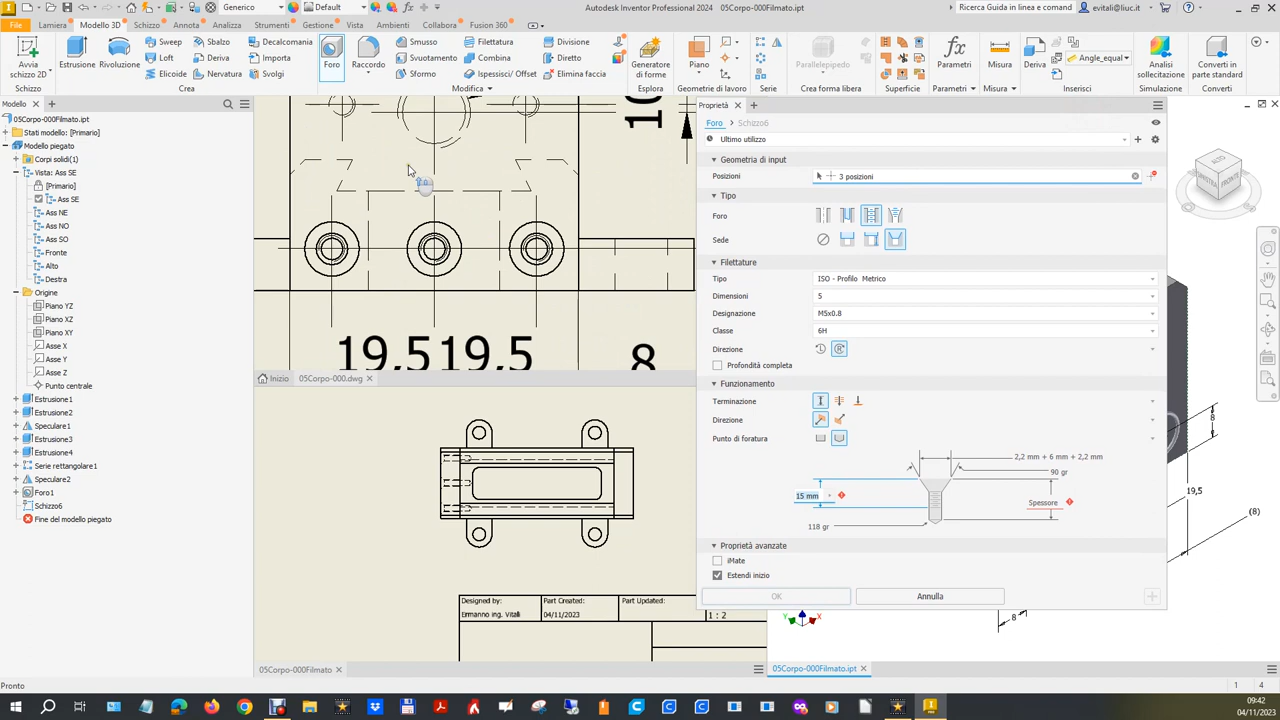 Generico
Default
Autodesk Inventor Professional 2024
05Corpo-000Filmato.ipt
Ricerca Guida in linea e comand
evitali@liuc.it
File
Lamiera
Modello 3D
Schizzo
Annota
Analizza
Strumenti
Gestione
Vista
Ambienti
Collabora
Fusion 360
Avvia
schizzo 2D
Estrusione
Rivoluzione
Sweep
Loft
Elicoide
Sbalzo
Deriva
Nervatura
Decalcomania
Importa
Svolgi
Foro
Raccordo
Smusso
Svuotamento
Sformo
Filettatura
Combina
Ispessisci/ Offset
Divisione
Diretto
Elimina faccia
Generatore
di forme
Piano
Parallelepipedo
Parametri
Misura
Deriva
Angle_equal
Analisi
sollecitazione
Converti in
parte standard
Crea
Modifica
Esplora
Geometria di lavoro
Serie
Crea forma libera
Superficie
Parametri
Misura
Inserisci
Simulazione
Converti
Modello
05Corpo-000Filmato.ipt
Stati modello: [Primario]
Modello piegato
Corpi solidi(1)
Vista: Ass SE
[Primario]
Ass SE
Ass NE
Ass NO
Ass SO
Fronte
Alto
Destra
Origine
Piano YZ
Piano XZ
Piano XY
Asse X
Asse Y
Asse Z
Punto centrale
Estrusione1
Estrusione2
Speculare1
Estrusione3
Estrusione4
Serie rettangolare1
Speculare2
Foro1
Schizzo6
Fine del modello piegato
19,5
19,5
8
Inizio
05Corpo-000.dwg
Designed by:
Part Created:
Part Updated:
Ermanno ing. Vitali
04/11/2023
1 : 2
05Corpo-000Filmato
Proprietà
Foro
Schizzo6
Ultimo utilizzo
Geometria di input
Posizioni
3 posizioni
Tipo
Foro
Sede
Filettature
Tipo
ISO - Profilo Metrico
Dimensioni
5
Designazione
M5x0.8
Classe
6H
Direzione
Profondità completa
Funzionamento
Terminazione
Direzione
Punto di foratura
2,2 mm + 6 mm + 2,2 mm
90 gr
15 mm
Spessore
118 gr
Proprietà avanzate
iMate
Estendi inizio
OK
Annulla
ALTO
FRONTE
8
19,5
(8)
8
Y
Z
X
05Corpo-000Filmato.ipt
Pronto
1
4
09:42
04/11/2023